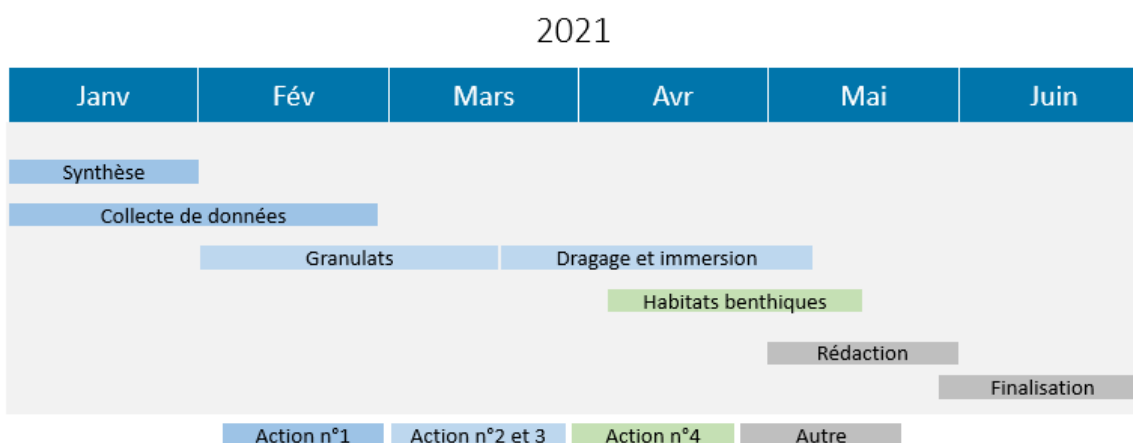 2021
Janv Fév Mars Avr Mai Juin
Synthèse
Collecte de données
Granulats Dragage et immersion
Habitats benthiques
Rédaction
Finalisation
Action n°1 Action n°2 et 3 Action n°4 Autre